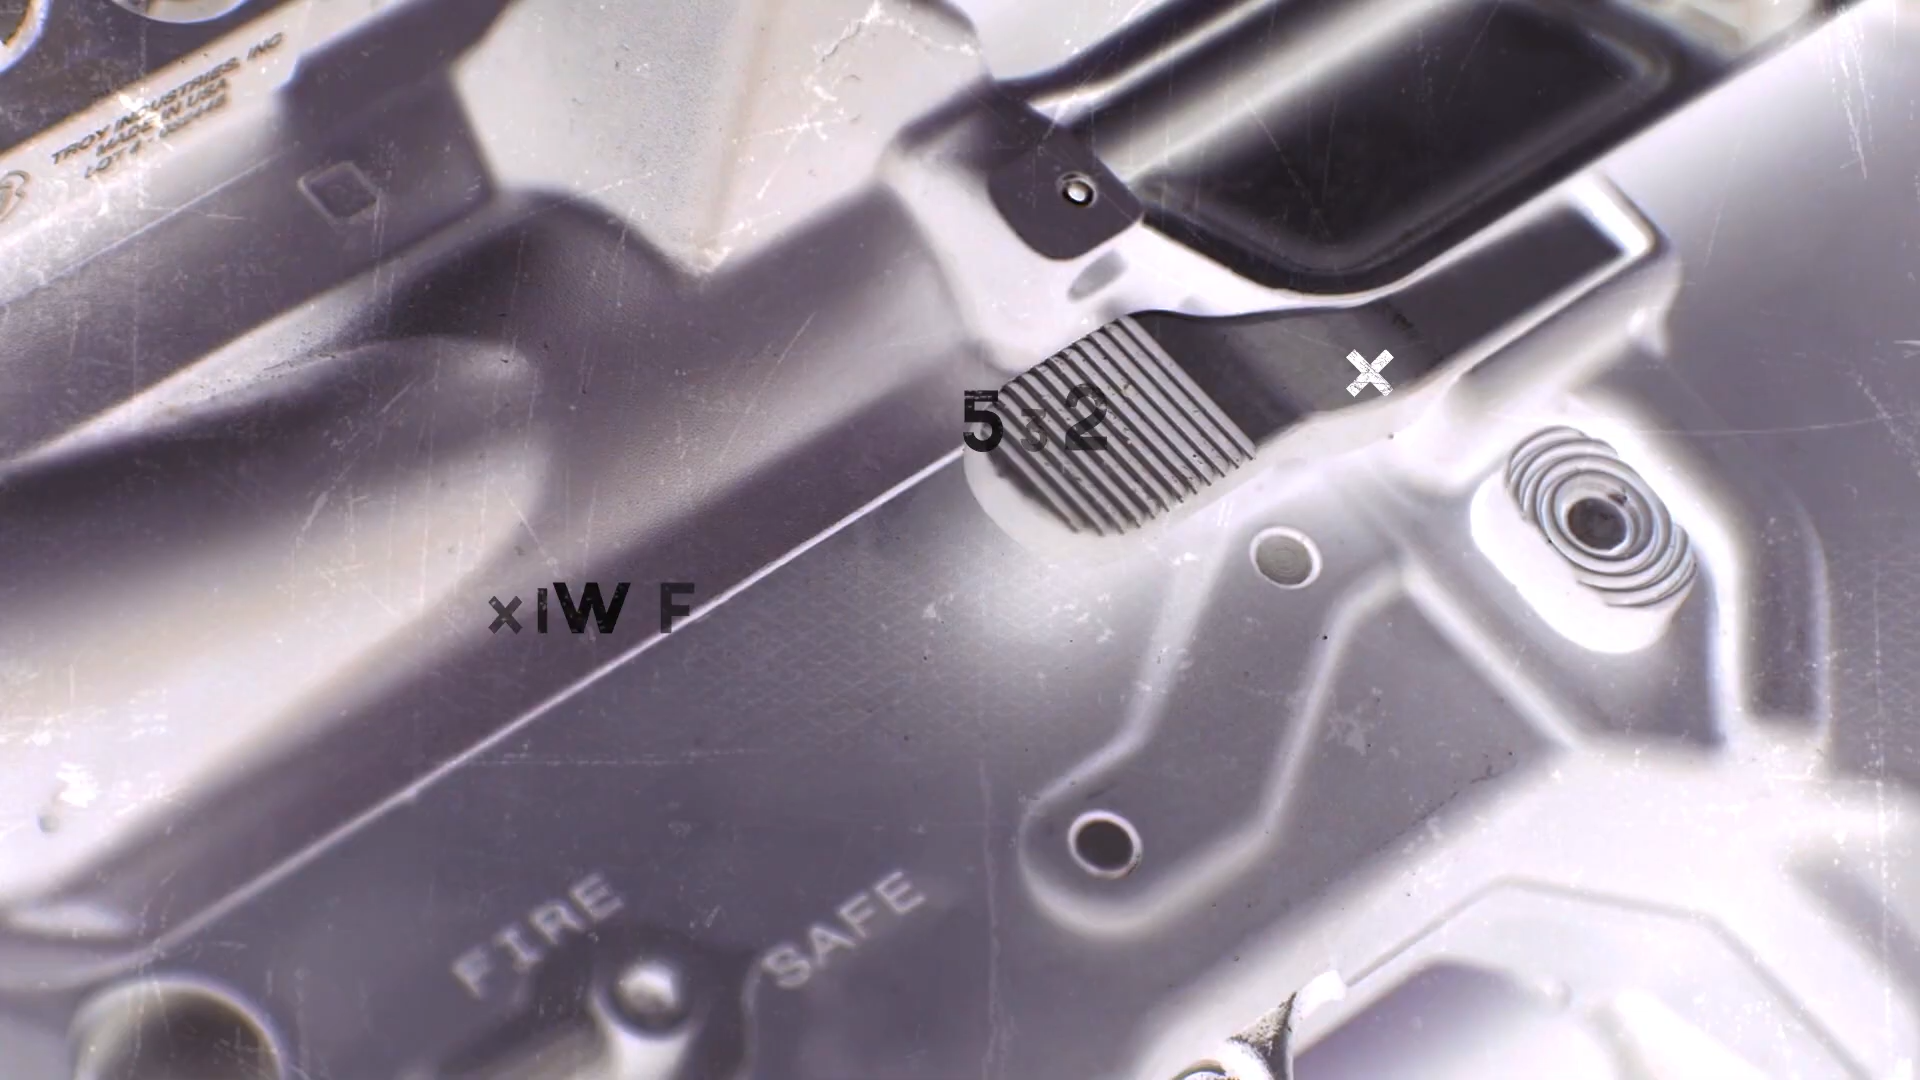 TROY INDUSTRIES, INC
MADE IN USA
532
×IW F
FIRE
SAFE